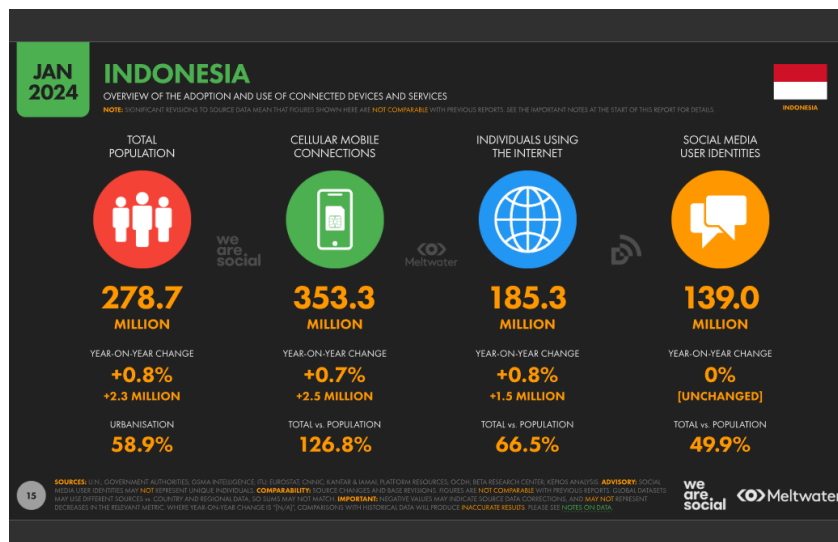 JAN
2024
INDONESIA
OVERVIEW OF THE ADOPTION AND USE OF CONNECTED DEVICES AND SERVICES
NOTE: SIGNIFICANT REVISIONS TO SOURCE DATA MEAN THAT FIGURES SHOWN HERE ARE NOT COMPARABLE WITH PREVIOUS REPORTS. SEE THE IMPORTANT NOTES AT THE START OF THIS REPORT FOR DETAILS
INDONESIA
TOTAL
POPULATION
CELLULAR MOBILE
CONNECTIONS
INDIVIDUALS USING
THE INTERNET
SOCIAL MEDIA
USER IDENTITIES
we
are
social
Meltwater
278.7
MILLION
353.3
MILLION
185.3
MILLION
139.0
MILLION
YEAR-ON-YEAR CHANGE
+0.8%
+2.3 MILLION
YEAR-ON-YEAR CHANGE
+0.7%
+2.5 MILLION
YEAR-ON-YEAR CHANGE
+0.8%
+1.5 MILLION
YEAR-ON-YEAR CHANGE
0%
[UNCHANGED]
URBANISATION
58.9%
TOTAL vs. POPULATION
126.8%
TOTAL vs. POPULATION
66.5%
TOTAL vs. POPULATION
49.9%
15
SOURCES: U.N.; GOVERNMENT AUTHORITIES; GSMA INTELLIGENCE; ITU; EUROSTAT; CNNIC; KANTAR & IAMAI; PLATFORM RESOURCES; OCDH; BETA RESEARCH CENTER; KEPIOS ANALYSIS. ADVISORY: SOCIAL
MEDIA USER IDENTITIES MAY NOT REPRESENT UNIQUE INDIVIDUALS. COMPARABILITY: SOURCE CHANGES AND BASE REVISIONS. FIGURES ARE NOT COMPARABLE WITH PREVIOUS REPORTS. GLOBAL DATASETS
MAY USE DIFFERENT SOURCES vs. COUNTRY AND REGIONAL DATA, SO SUMS MAY NOT MATCH. IMPORTANT: NEGATIVE VALUES MAY INDICATE SOURCE DATA CORRECTIONS, AND MAY NOT REPRESENT
DECREASES IN THE RELEVANT METRIC. WHERE YEAR-ON-YEAR CHANGE IS "[N/A]", COMPARISONS WITH HISTORICAL DATA WILL PRODUCE INACCURATE RESULTS. PLEASE SEE NOTES ON DATA.
we
are.
social
Meltwater